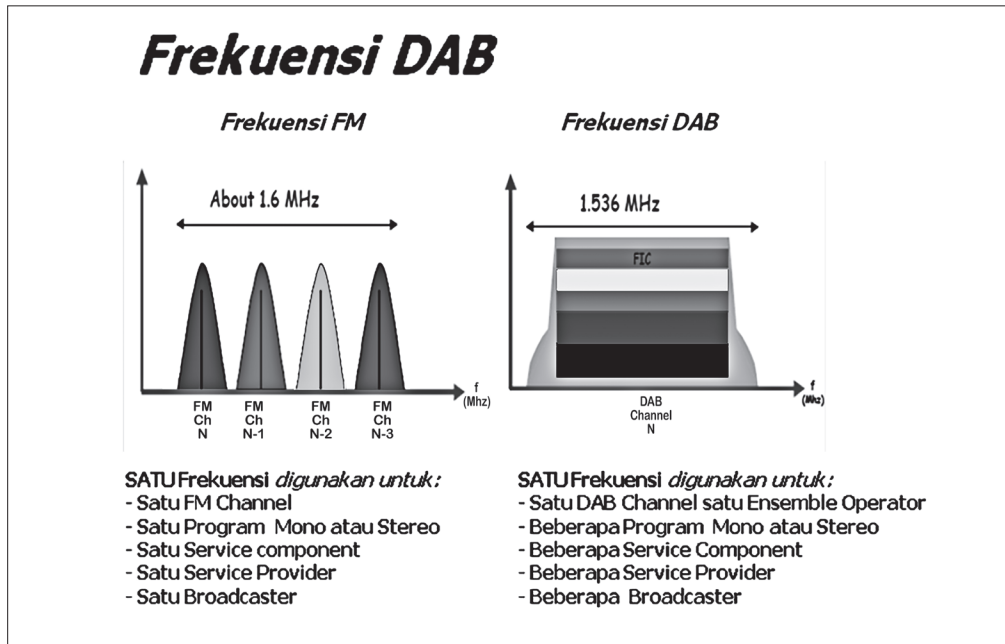 Frekuensi DAB
Frekuensi FM
About 1.6 MHz
f
(Mhz)
FM
Ch
N
FM
Ch
N-1
FM
Ch
N-2
FM
Ch
N-3
SATU Frekuensi digunakan untuk:
- Satu FM Channel
- Satu Program Mono atau Stereo
- Satu Service component
- Satu Service Provider
- Satu Broadcaster
Frekuensi DAB
1.536 MHz
FIC
f
(Mhz)
DAB
Channel
N
SATU Frekuensi digunakan untuk:
- Satu DAB Channel satu Ensemble Operator
- Beberapa Program Mono atau Stereo
- Beberapa Service Component
- Beberapa Service Provider
- Beberapa Broadcaster